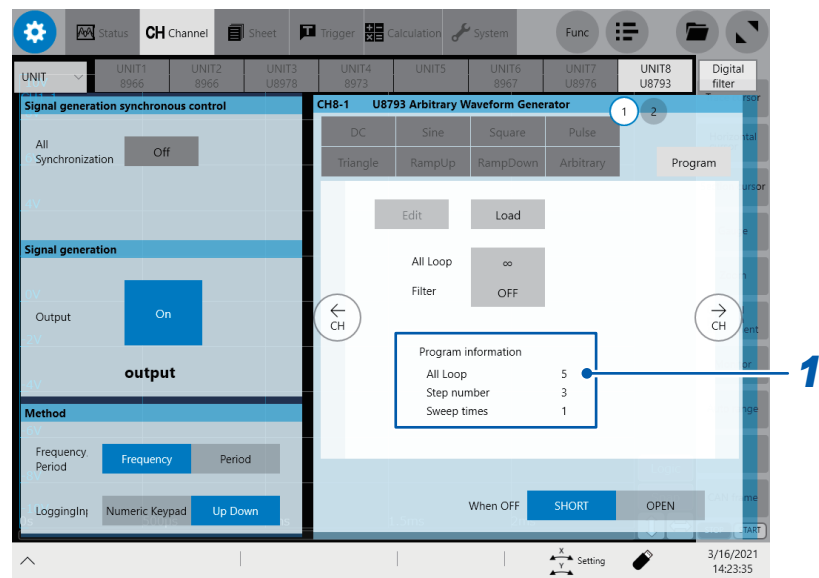 Status CH Channel Sheet Trigger Calculation System Func
UNIT UNIT1 UNIT2 UNIT3 UNIT4 UNIT5 UNIT6 UNIT7 UNIT8 Digital
8966 8966 U8978 8973 8967 U8976 U8793 filter
Signal generation synchronous control
CH8-1 U8793 Arbitrary Waveform Generator 1 2
DC Sine Square Pulse
All
Synchronization Off
Triangle RampUp RampDown Arbitrary Program
Edit Load
Signal generation
All Loop ∞
Filter OFF
Output On
output
← CH
→ CH
Program information
All Loop 5
Step number 3
Sweep times 1
1
Method
Frequency,
Period Frequency Period
LoggingIn Numeric Keypad Up Down
When OFF SHORT OPEN
X
Y Setting
3/16/2021
14:23:35